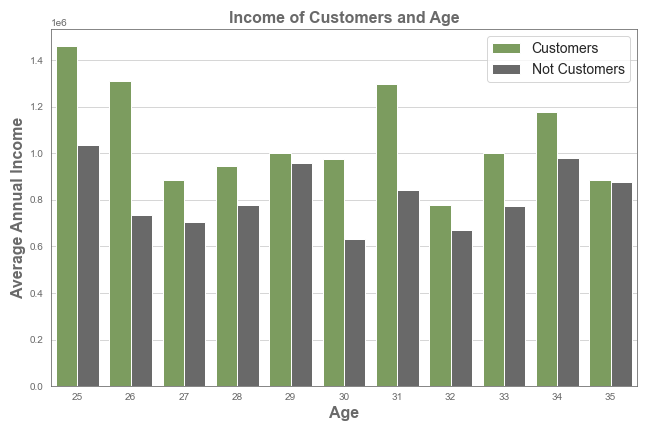 Income of Customers and Age
1e6
Customers
Not Customers
1.4
1.2
1.0
0.8
0.6
0.4
0.2
0.0
Average Annual Income
25 26 27 28 29 30 31 32 33 34 35
Age